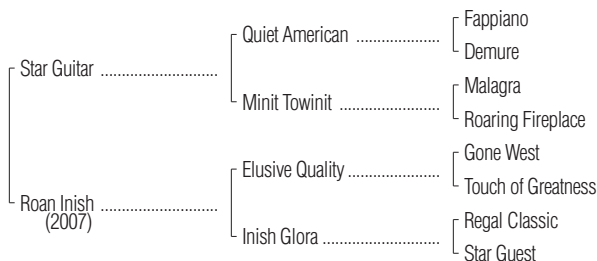 Fappiano
Quiet American ....................
Demure
Star Guitar ............................
Malagra
Minit Towinit ........................
Roaring Fireplace
Gone West
Elusive Quality ......................
Touch of Greatness
Roan Inish ............................
(2007)
Regal Classic
Inish Glora ............................
Star Guest